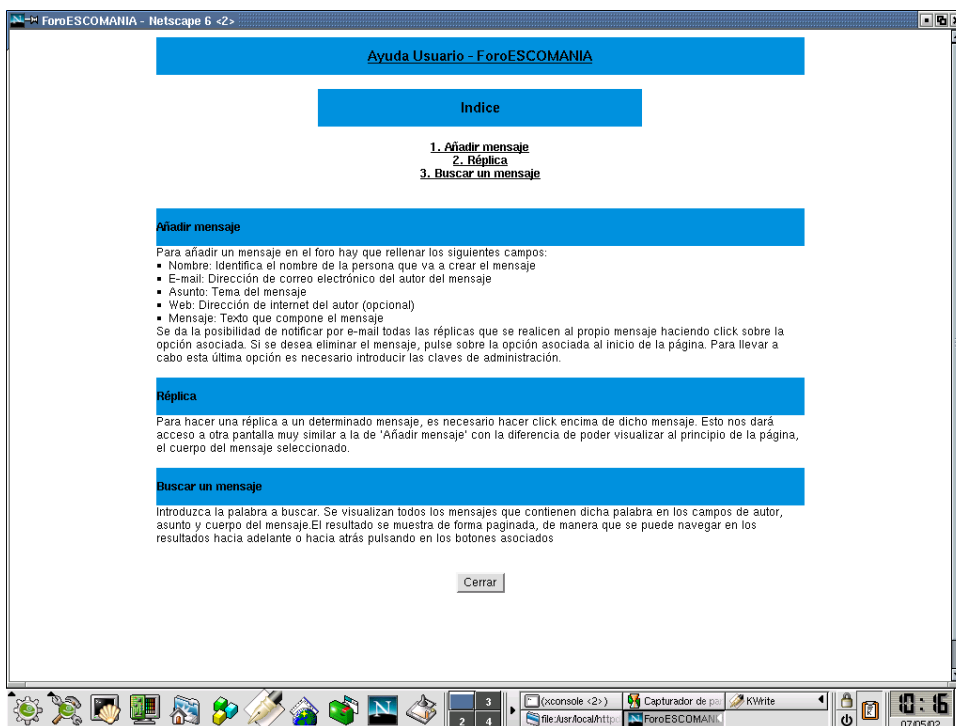 ForoESCOMANIA - Netscape 6 <2>
Ayuda Usuario - ForoESCOMANIA
Indice
1. Añadir mensaje
2. Réplica
3. Buscar un mensaje
Añadir mensaje
Para añadir un mensaje en el foro hay que rellenar los siguientes campos:
▪ Nombre: Identifica el nombre de la persona que va a crear el mensaje
▪ E-mail: Dirección de correo electrónico del autor del mensaje
▪ Asunto: Tema del mensaje
▪ Web: Dirección de internet del autor (opcional)
▪ Mensaje: Texto que compone el mensaje
Se da la posibilidad de notificar por e-mail todas las réplicas que se realicen al propio mensaje haciendo click sobre la
opción asociada. Si se desea eliminar el mensaje, pulse sobre la opción asociada al inicio de la página. Para llevar a
cabo esta última opción es necesario introducir las claves de administración.
Réplica
Para hacer una réplica a un determinado mensaje, es necesario hacer click encima de dicho mensaje. Esto nos dará
acceso a otra pantalla muy similar a la de 'Añadir mensaje' con la diferencia de poder visualizar al principio de la página,
el cuerpo del mensaje seleccionado.
Buscar un mensaje
Introduzca la palabra a buscar. Se visualizan todos los mensajes que contienen dicha palabra en los campos de autor,
asunto y cuerpo del mensaje.El resultado se muestra de forma paginada, de manera que se puede navegar en los
resultados hacia adelante o hacia atrás pulsando en los botones asociados
Cerrar
3
2 4
(xconsole <2>) Capturador de pa KWrite
file:/usr/local/http ForoESCOMANI
10:16
07/05/02